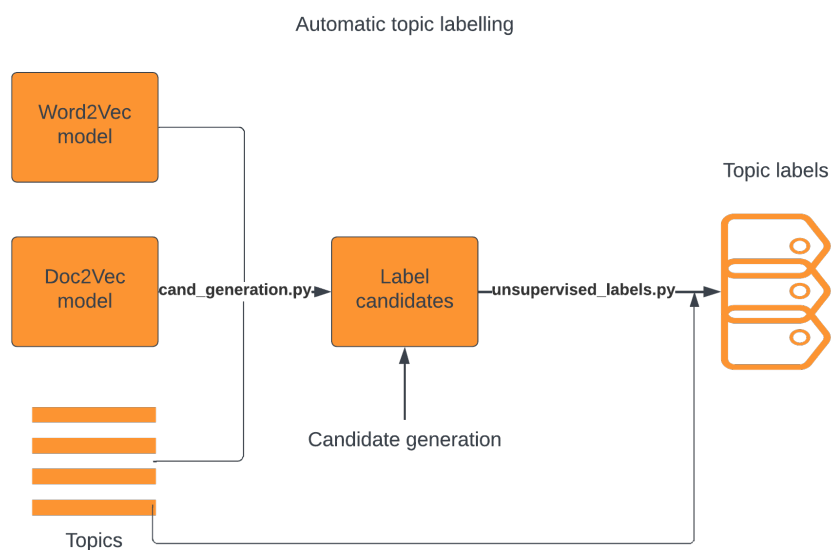 Automatic topic labelling
Word2Vec
model
Topic labels
Doc2Vec
model
cand_generation.py
Label
candidates
unsupervised_labels.py
Candidate generation
Topics